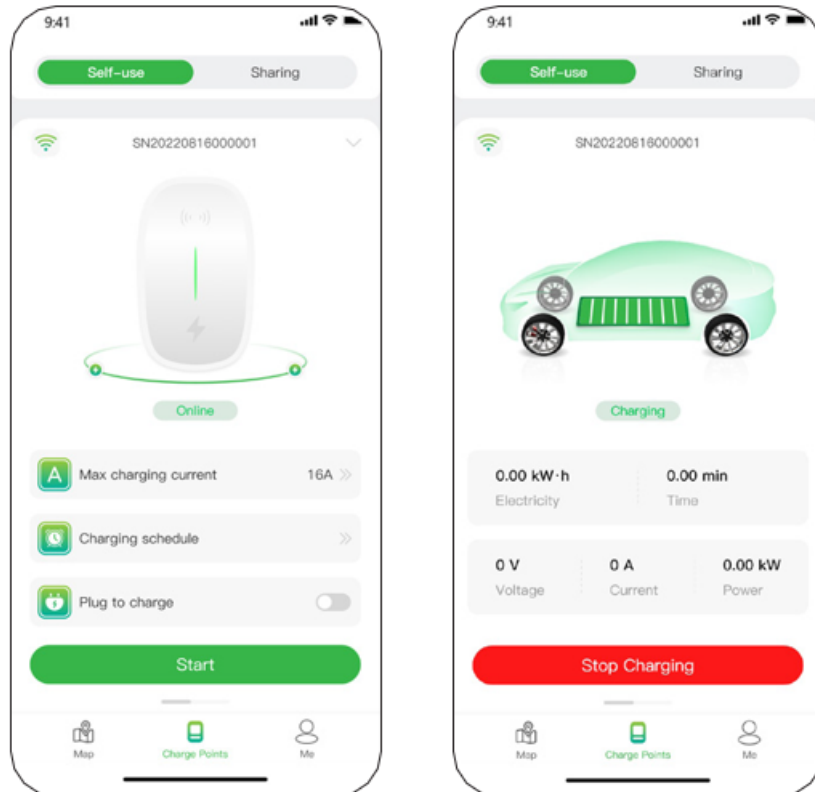 9:41
Self-use Sharing
SN20220816000001
Online
A Max charging current 16A
Charging schedule
Plug to charge
Start
Map Charge Points Me
9:41
Self-use Sharing
SN20220816000001
Charging
0.00 kW·h 0.00 min
Electricity Time
0 V 0 A 0.00 kW
Voltage Current Power
Stop Charging
Map Charge Points Me